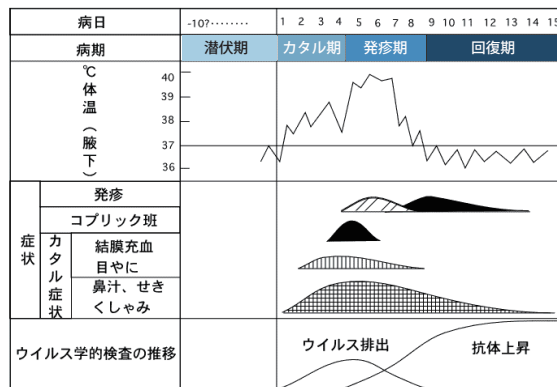 病日 -10?········ 1 2 3 4 5 6 7 8 9 10 11 12 13 14 15
病期 潜伏期 カタル期 発疹期 回復期
℃
体温（腋下）
40
39
38
37
36
症状
発疹
コプリック班
カタル症状
結膜充血
目やに
鼻汁、せき
くしゃみ
ウイルス学的検査の推移
ウイルス排出
抗体上昇